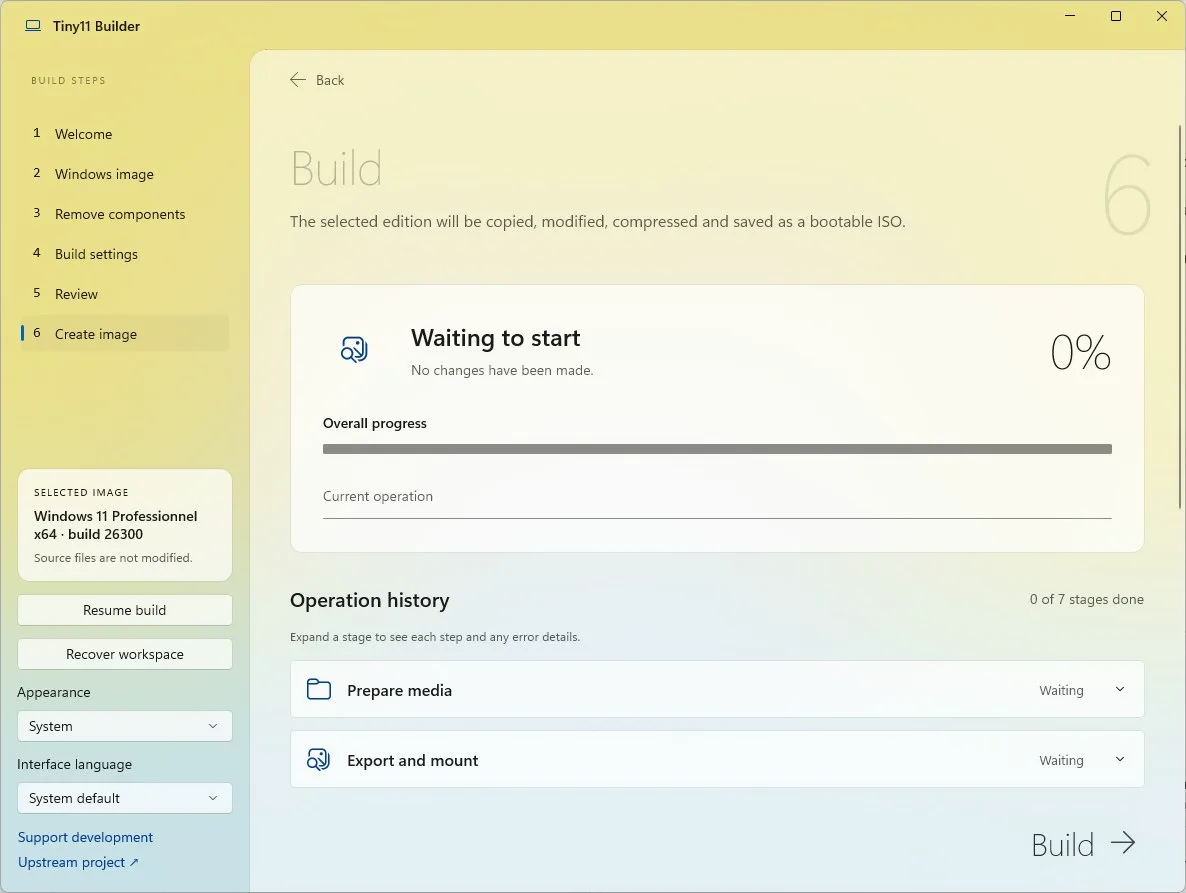 Tiny11 Builder
BUILD STEPS
1 Welcome
2 Windows image
3 Remove components
4 Build settings
5 Review
6 Create image
SELECTED IMAGE
Windows 11 Professionnel
x64 · build 26300
Source files are not modified.
Resume build
Recover workspace
Appearance
System
Interface language
System default
Support development
Upstream project ↗
Back
Build
6
The selected edition will be copied, modified, compressed and saved as a bootable ISO.
Waiting to start
No changes have been made.
0%
Overall progress
Current operation
Operation history
0 of 7 stages done
Expand a stage to see each step and any error details.
Prepare media
Waiting
Export and mount
Waiting
Build